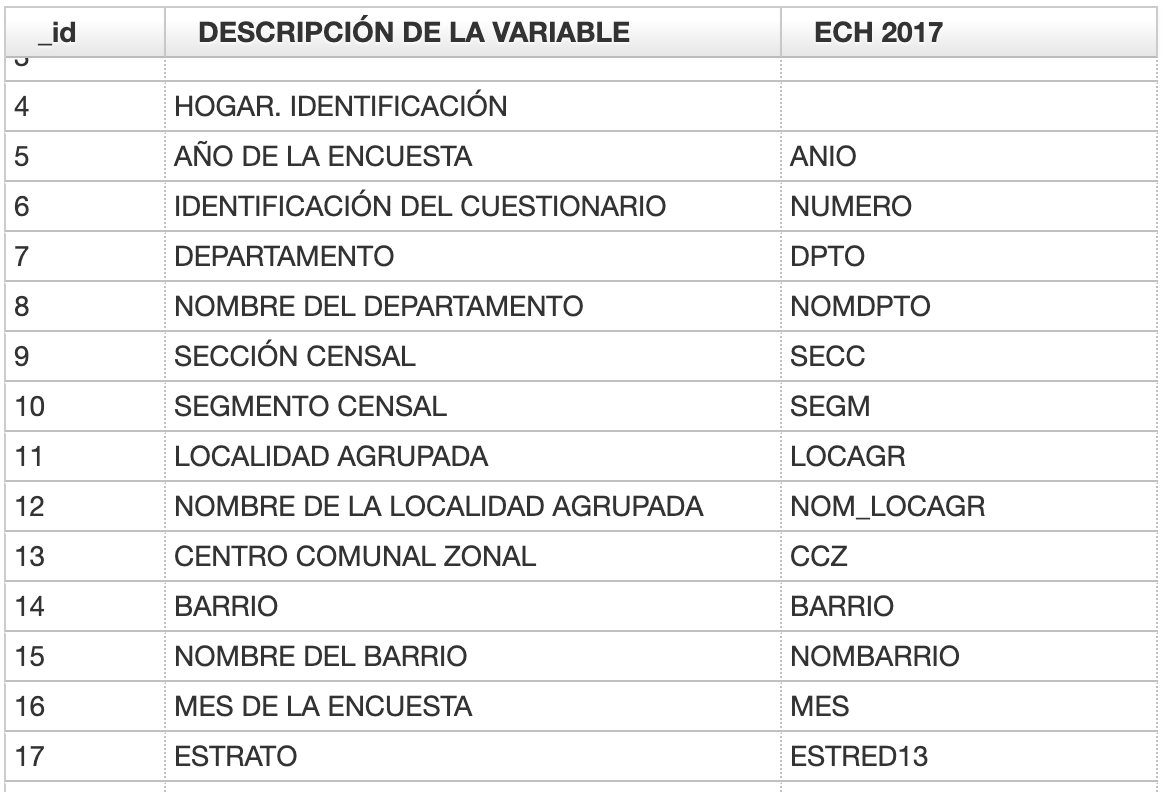 _id DESCRIPCIÓN DE LA VARIABLE ECH 2017
4 HOGAR. IDENTIFICACIÓN
5 AÑO DE LA ENCUESTA ANIO
6 IDENTIFICACIÓN DEL CUESTIONARIO NUMERO
7 DEPARTAMENTO DPTO
8 NOMBRE DEL DEPARTAMENTO NOMDPTO
9 SECCIÓN CENSAL SECC
10 SEGMENTO CENSAL SEGM
11 LOCALIDAD AGRUPADA LOCAGR
12 NOMBRE DE LA LOCALIDAD AGRUPADA NOM_LOCAGR
13 CENTRO COMUNAL ZONAL CCZ
14 BARRIO BARRIO
15 NOMBRE DEL BARRIO NOMBARRIO
16 MES DE LA ENCUESTA MES
17 ESTRATO ESTRED13